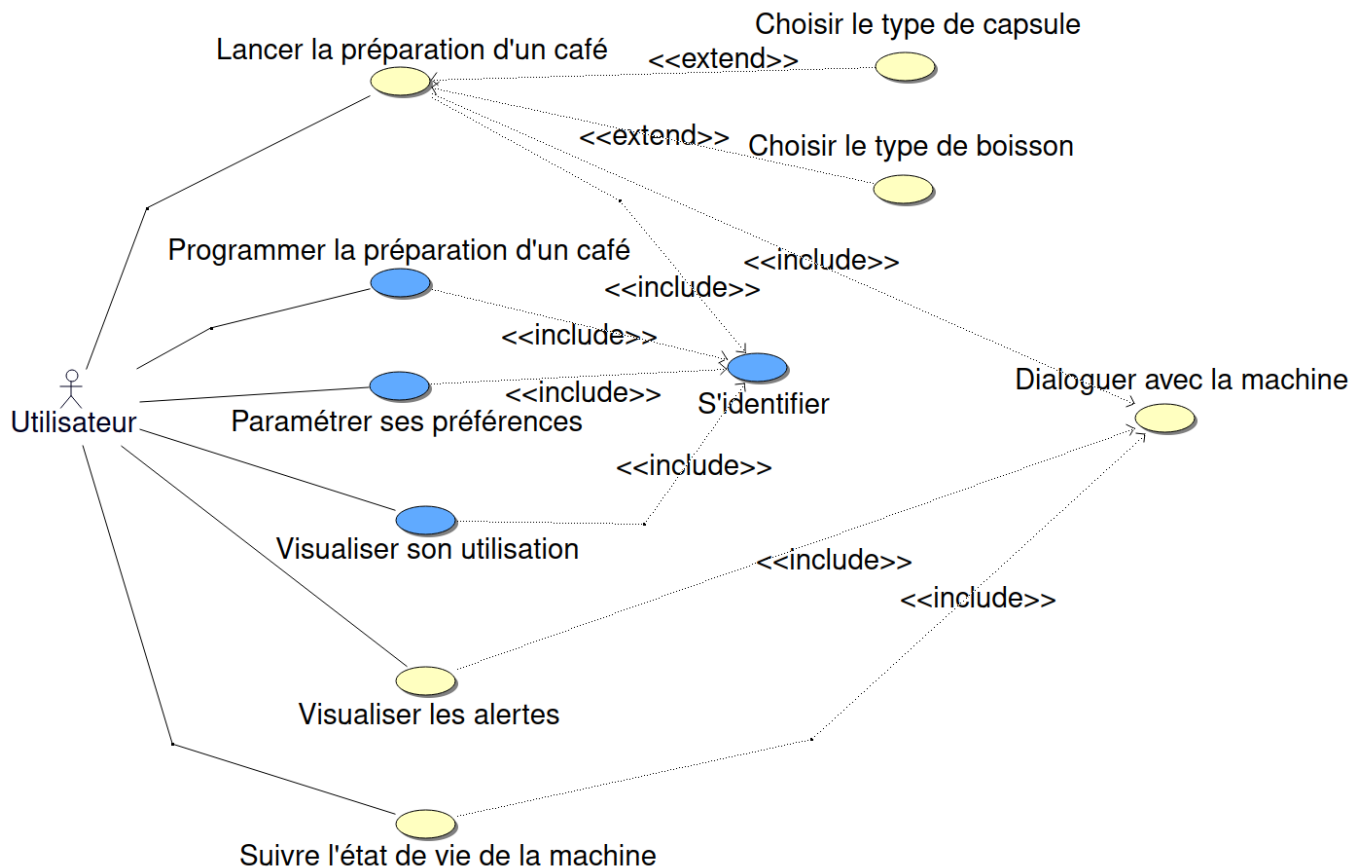 Choisir le type de capsule
Lancer la préparation d'un café
<<extend>>
<<extend>>
Choisir le type de boisson
Programmer la préparation d'un café
<<include>>
<<include>>
<<include>>
Dialoguer avec la machine
<<include>>
S'identifier
Utilisateur
Paramétrer ses préférences
<<include>>
Visualiser son utilisation
<<include>>
<<include>>
Visualiser les alertes
Suivre l'état de vie de la machine